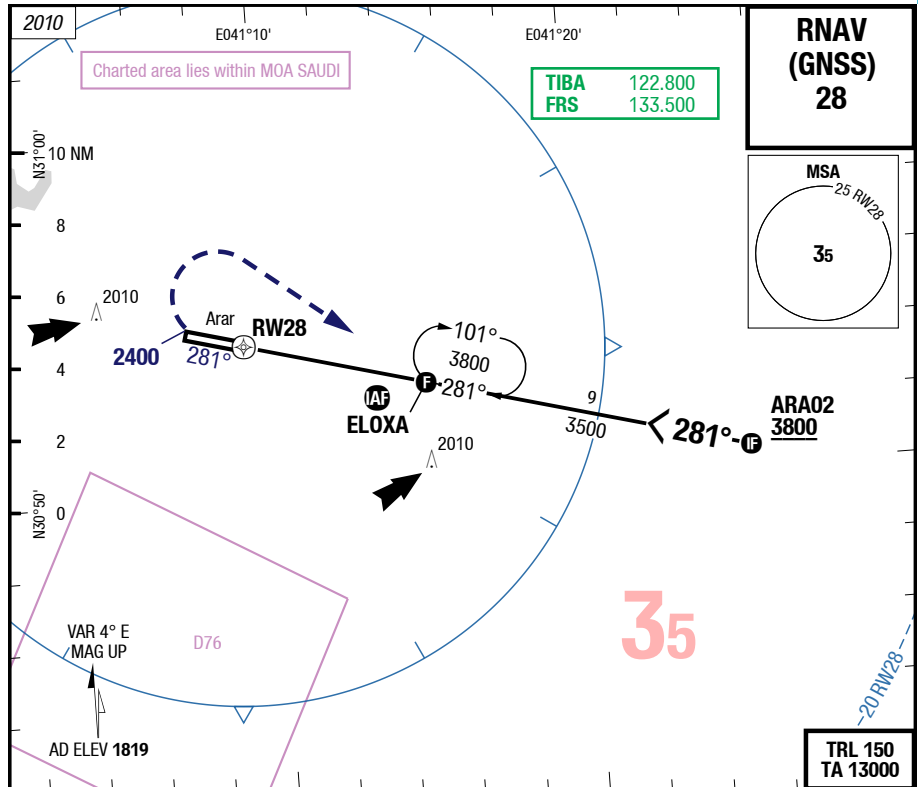 2010
E041°10'
E041°20'
RNAV
(GNSS)
28
Charted area lies within MOA SAUDI
TIBA 122.800
FRS 133.500
N31°00'
10 NM
8
6
4
2
0
N30°50'
MSA
25 RW28
35
2010
Arar
RW28
2400
281°
101°
3800
F
281°
IAF
ELOXA
9
3500
281°
IF
ARA02
3800
2010
35
D76
VAR 4° E
MAG UP
AD ELEV 1819
20 RW28
TRL 150
TA 13000